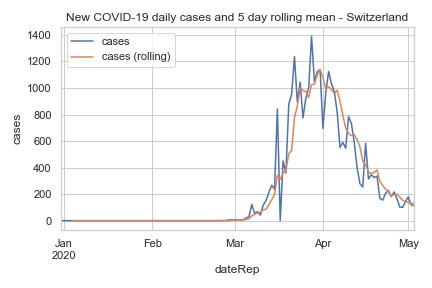 New COVID-19 daily cases and 5 day rolling mean - Switzerland
cases
cases (rolling)
1400
1200
1000
800
600
400
200
0
cases
Jan
2020
Feb
Mar
Apr
May
dateRep